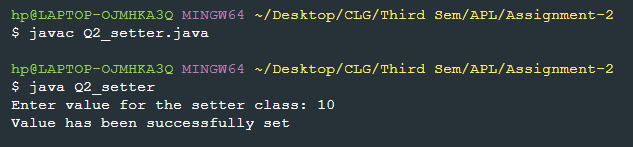 hp@LAPTOP-OJMHKA3Q MINGW64 ~/Desktop/CLG/Third Sem/APL/Assignment-2
$ javac Q2_setter.java
hp@LAPTOP-OJMHKA3Q MINGW64 ~/Desktop/CLG/Third Sem/APL/Assignment-2
$ java Q2_setter
Enter value for the setter class: 10
Value has been successfully set